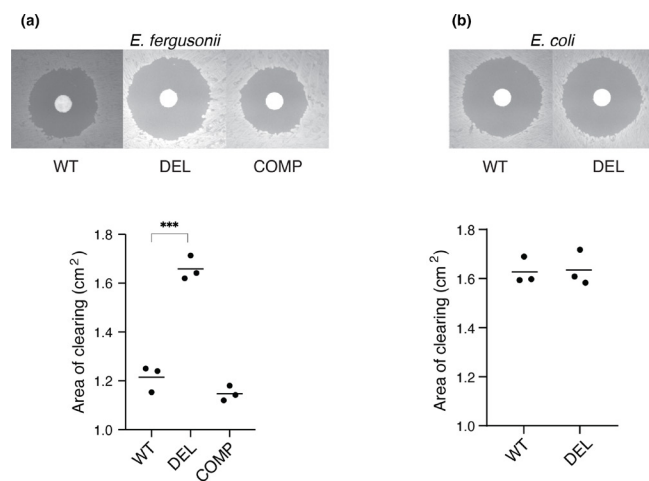 (a)
E. fergusonii
WT DEL COMP
***
Area of clearing (cm2)
1.8
1.6
1.4
1.2
1.0
WT DEL COMP
(b)
E. coli
WT DEL
Area of clearing (cm2)
1.8
1.6
1.4
1.2
1.0
WT DEL